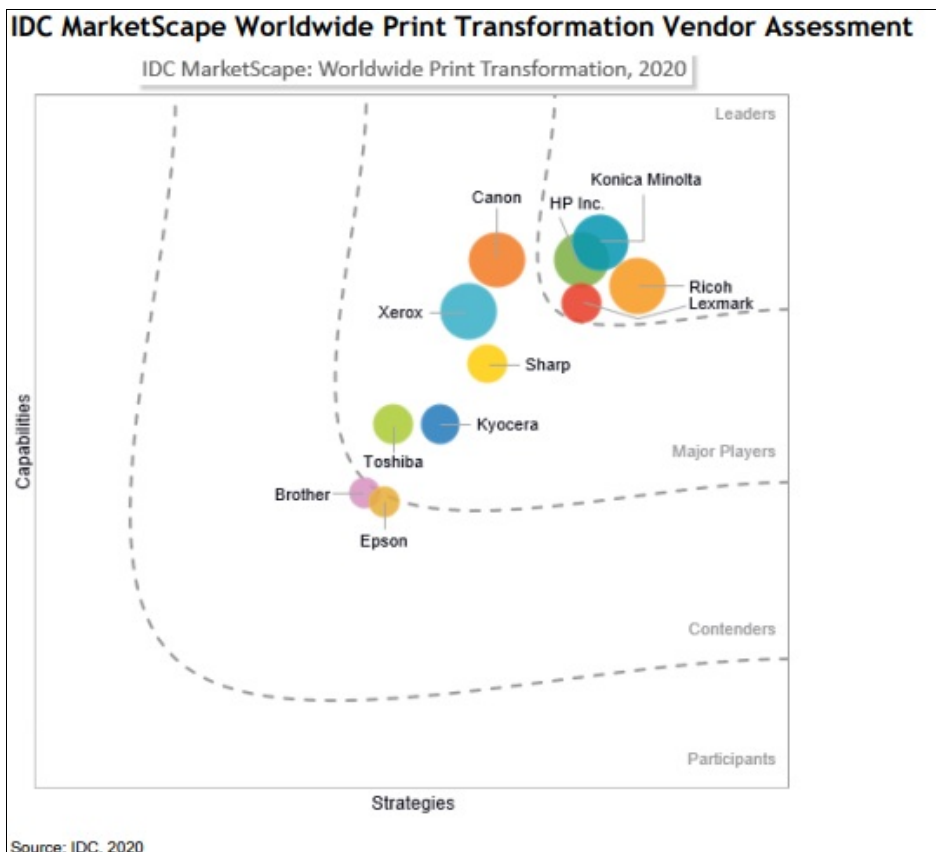 IDC MarketScape Worldwide Print Transformation Vendor Assessment
IDC MarketScape: Worldwide Print Transformation, 2020
Leaders
Konica Minolta
Canon
HP Inc.
Ricoh
Lexmark
Xerox
Sharp
Capabilities
Kyocera
Major Players
Toshiba
Brother
Epson
Contenders
Participants
Strategies
Source: IDC, 2020